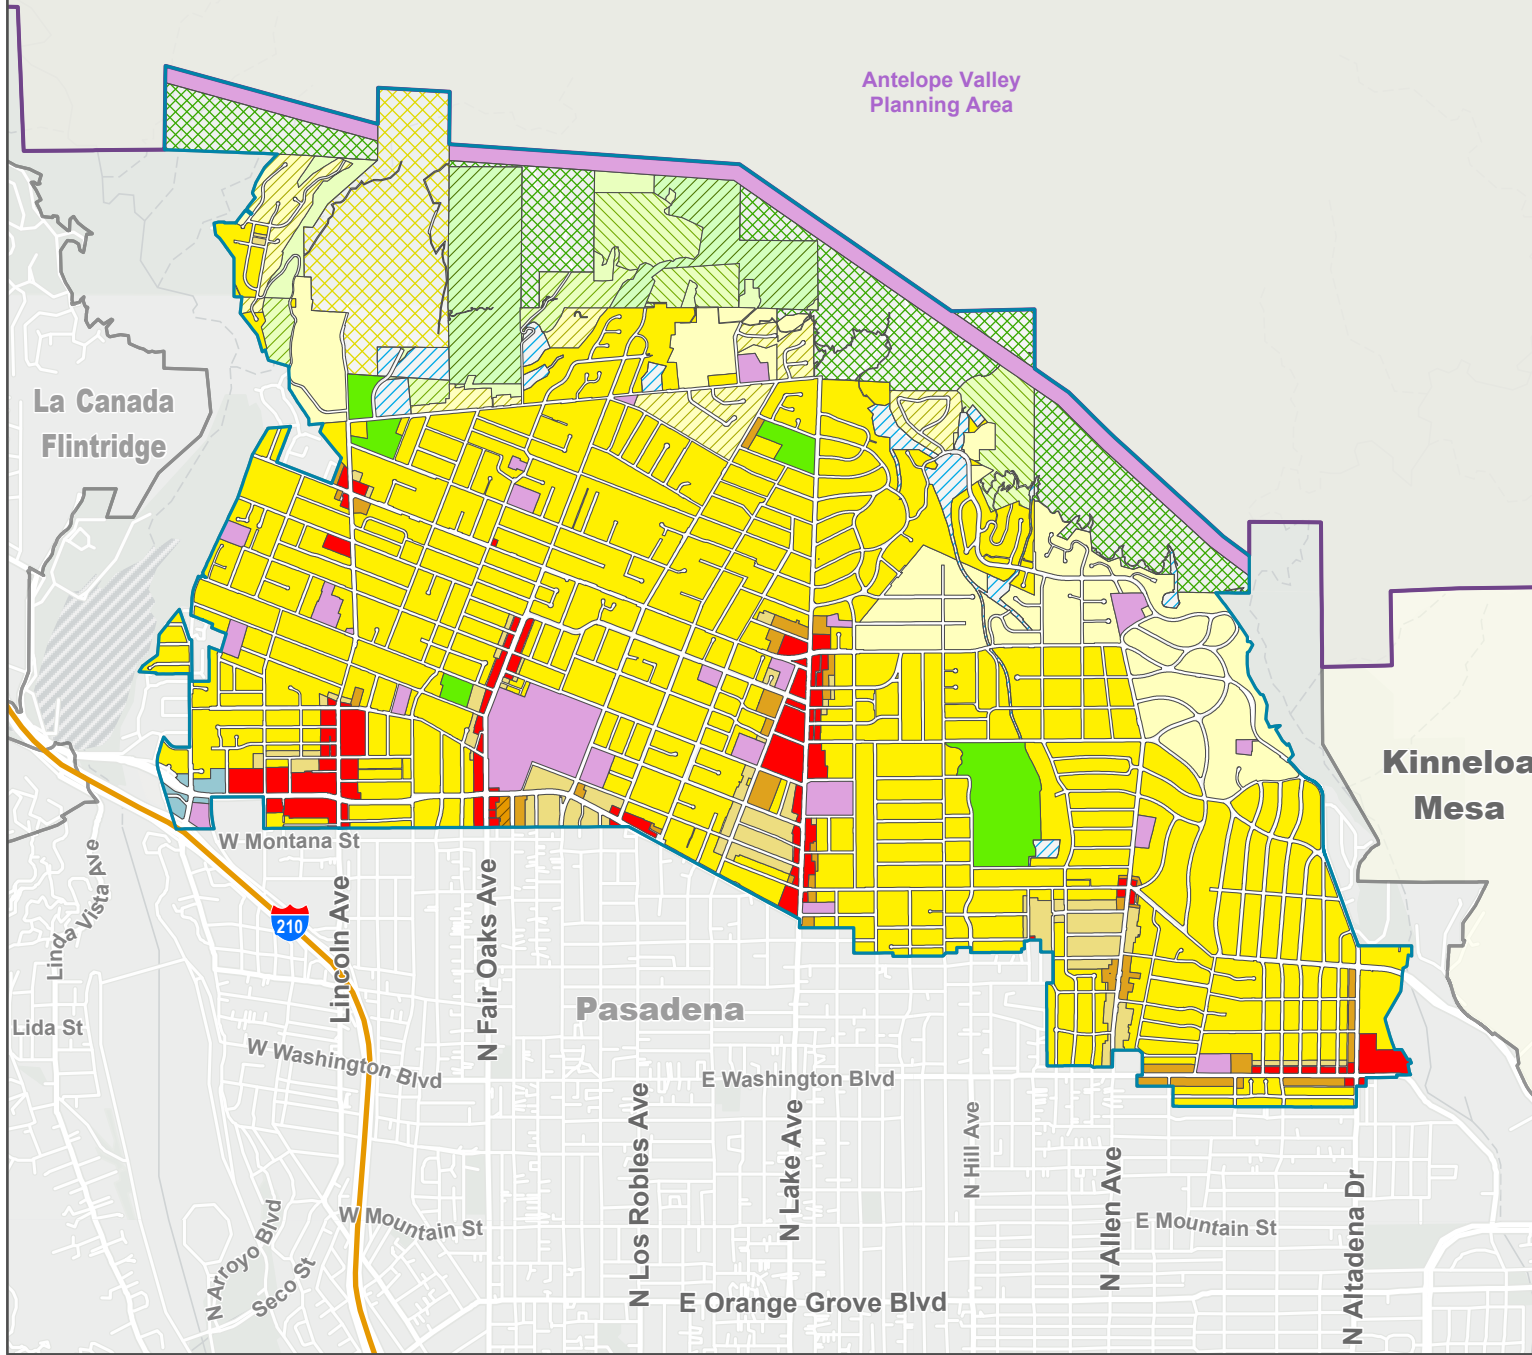 Antelope Valley
Planning Area
La Canada
Flintridge
Kinneloa
Mesa
W Montana St
Linda Vista Ave
210
Lincoln Ave
N Fair Oaks Ave
Pasadena
Lida St
W Washington Blvd
E Washington Blvd
N Los Robles Ave
N Lake Ave
N Hill Ave
N Allen Ave
N Altadena Dr
N Arroyo Blvd
Seco St
W Mountain St
E Mountain St
E Orange Grove Blvd